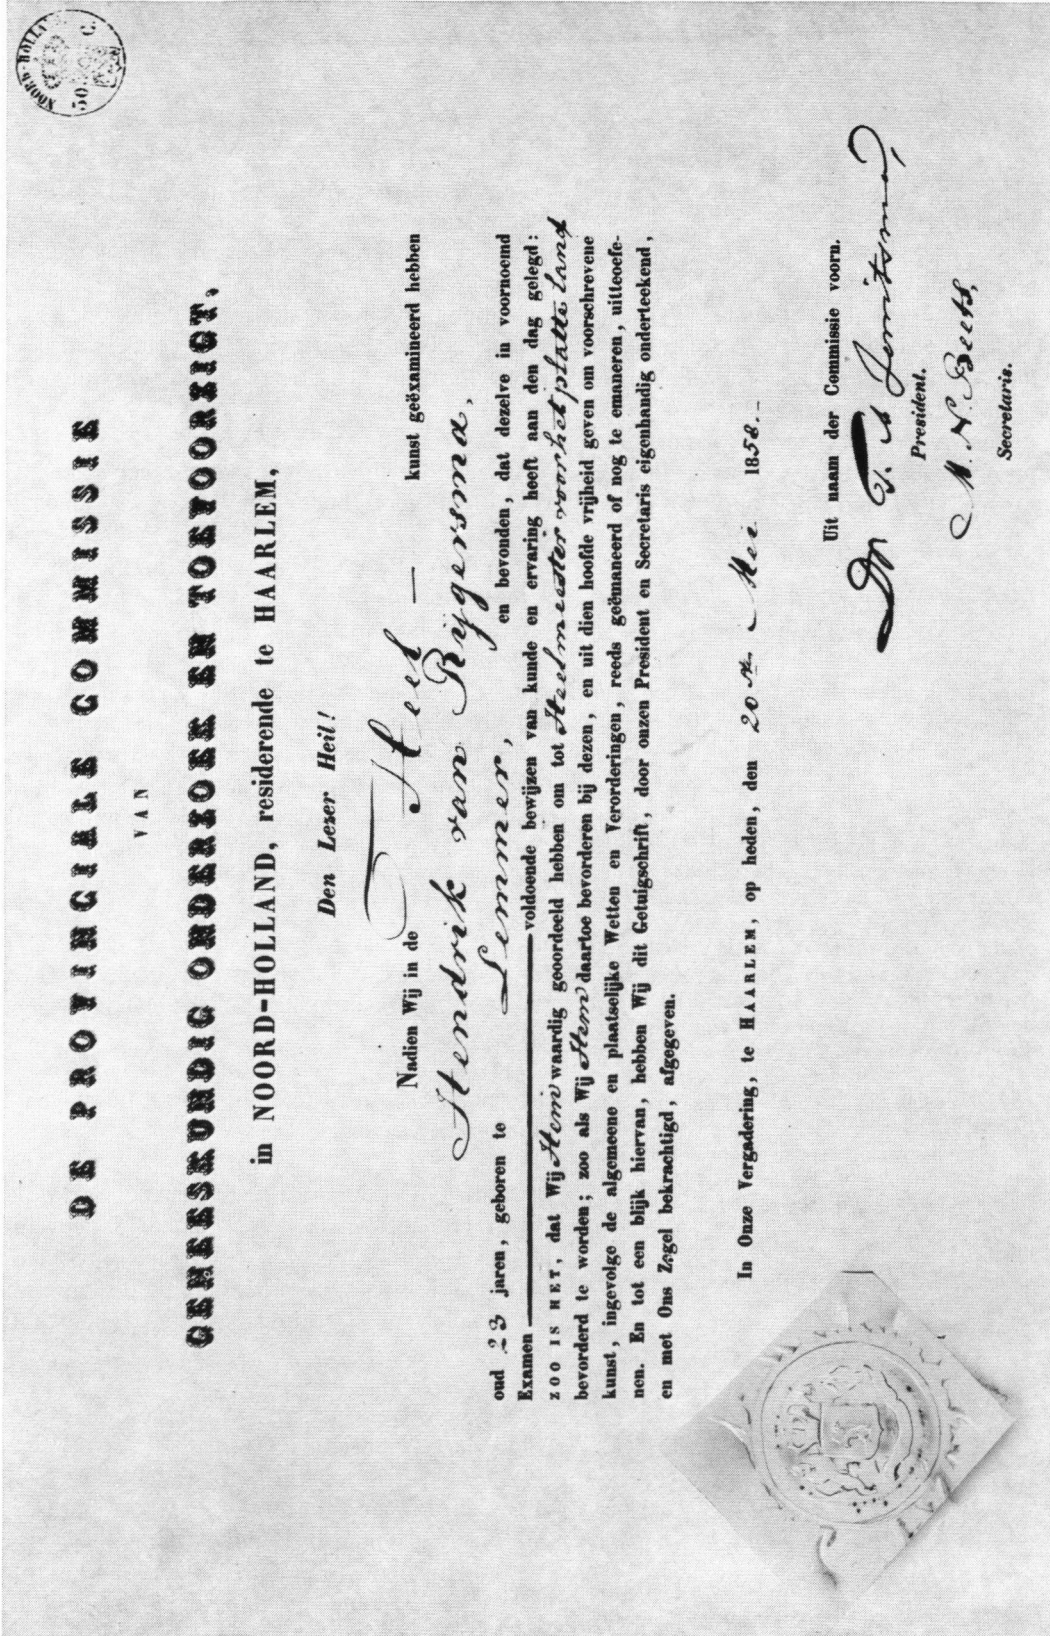 NOORD-HOLL
50 C.
DE PROVINCIALE COMMISSIE
VAN
GENEESKUNDIG ONDERZOEK EN TOEVOORZIGT,
in NOORD-HOLLAND, residerende te HAARLEM,
Den Lezer Heil!
Nadien Wij in de Heel — kunst geëxamineerd hebben
Hendrik van Rijgersma,
oud 23 jaren, geboren te Lemmer, en bevonden, dat dezelve in voornoemd
Examen voldoende bewijzen van kunde en ervaring heeft aan den dag gelegd:
ZOO IS HET, dat Wij Hem waardig geoordeeld hebben om tot Heelmeester voor het platte land
bevorderd te worden; zoo als Wij Hem daartoe bevorderen bij dezen, en uit dien hoofde vrijheid geven om voorschrevene
kunst, ingevolge de algemeene en plaatselijke Wetten en Verorderingen, reeds geëmaneerd of nog te emaneren, uitteoefe-
nen. En tot een blijk hiervan, hebben Wij dit Getuigschrift, door onzen President en Secretaris eigenhandig onderteekend,
en met Ons Zegel bekrachtigd, afgegeven.
In Onze Vergadering, te HAARLEM, op heden, den 20sten Mei 1858.-
Uit naam der Commissie voorn.
Dr
President.
M. N. Beets,
Secretaris.